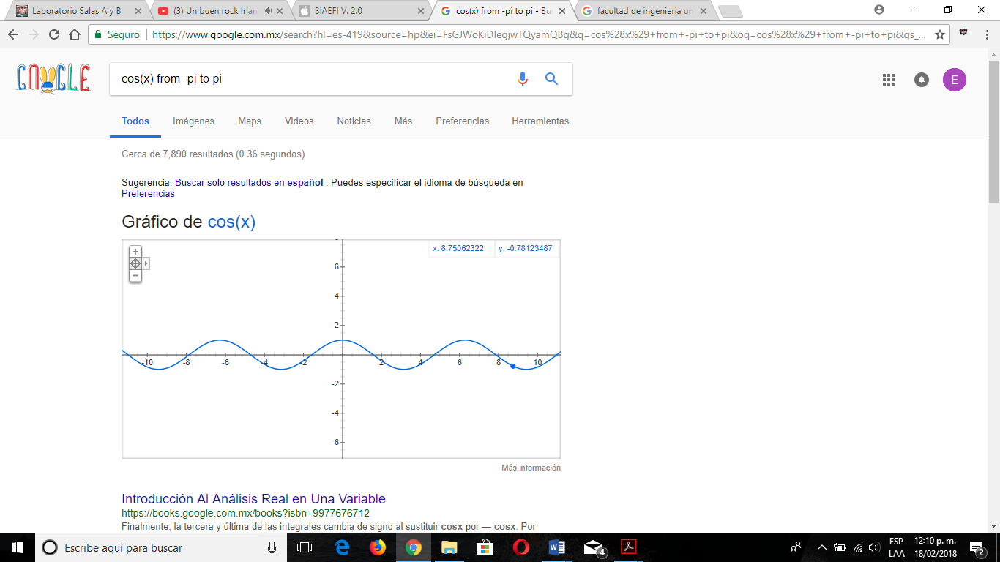 Laboratorio Salas A y B
(3) Un buen rock Irlan
SIAEFI V. 2.0
cos(x) from -pi to pi - Bus
facultad de ingenieria un
Seguro
https://www.google.com.mx/search?hl=es-419&source=hp&ei=FsGJWoKiDIegjwTQyamQBg&q=cos%28x%29+from+-pi+to+pi&oq=cos%28x%29+from+-pi+to+pi&gs_...
cos(x) from -pi to pi
E
Todos
Imágenes
Maps
Videos
Noticias
Más
Preferencias
Herramientas
Cerca de 7,890 resultados (0.36 segundos)
Sugerencia: Buscar solo resultados en español . Puedes especificar el idioma de búsqueda en
Preferencias
Gráfico de cos(x)
x: 8.75062322
y: -0.78123487
6
4
2
-10 -8 -6 -4 -2 2 4 6 8 10
-2
-4
-6
Más información
Introducción Al Análisis Real en Una Variable
https://books.google.com.mx/books?isbn=9977676712
Finalmente, la tercera y última de las integrales cambia de signo al sustituir cosx por — cosx. Por
Escribe aquí para buscar
4
ESP
LAA
12:10 p. m.
18/02/2018
2